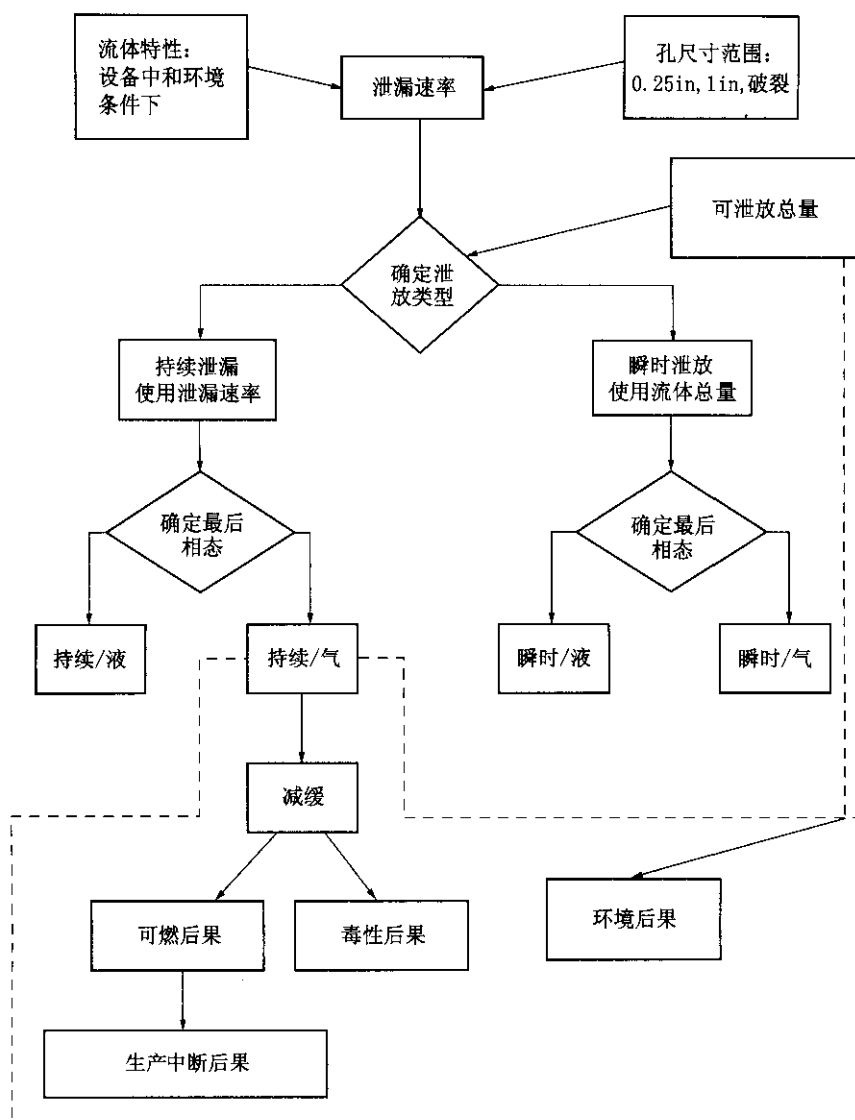 流体特性：
设备中和环境
条件下
泄漏速率
孔尺寸范围：
0.25in,1in,破裂
可泄放总量
确定泄
放类型
持续泄漏
使用泄漏速率
瞬时泄放
使用流体总量
确定最后
相态
确定最后
相态
持续/液
持续/气
瞬时/液
瞬时/气
减缓
可燃后果
毒性后果
环境后果
生产中断后果